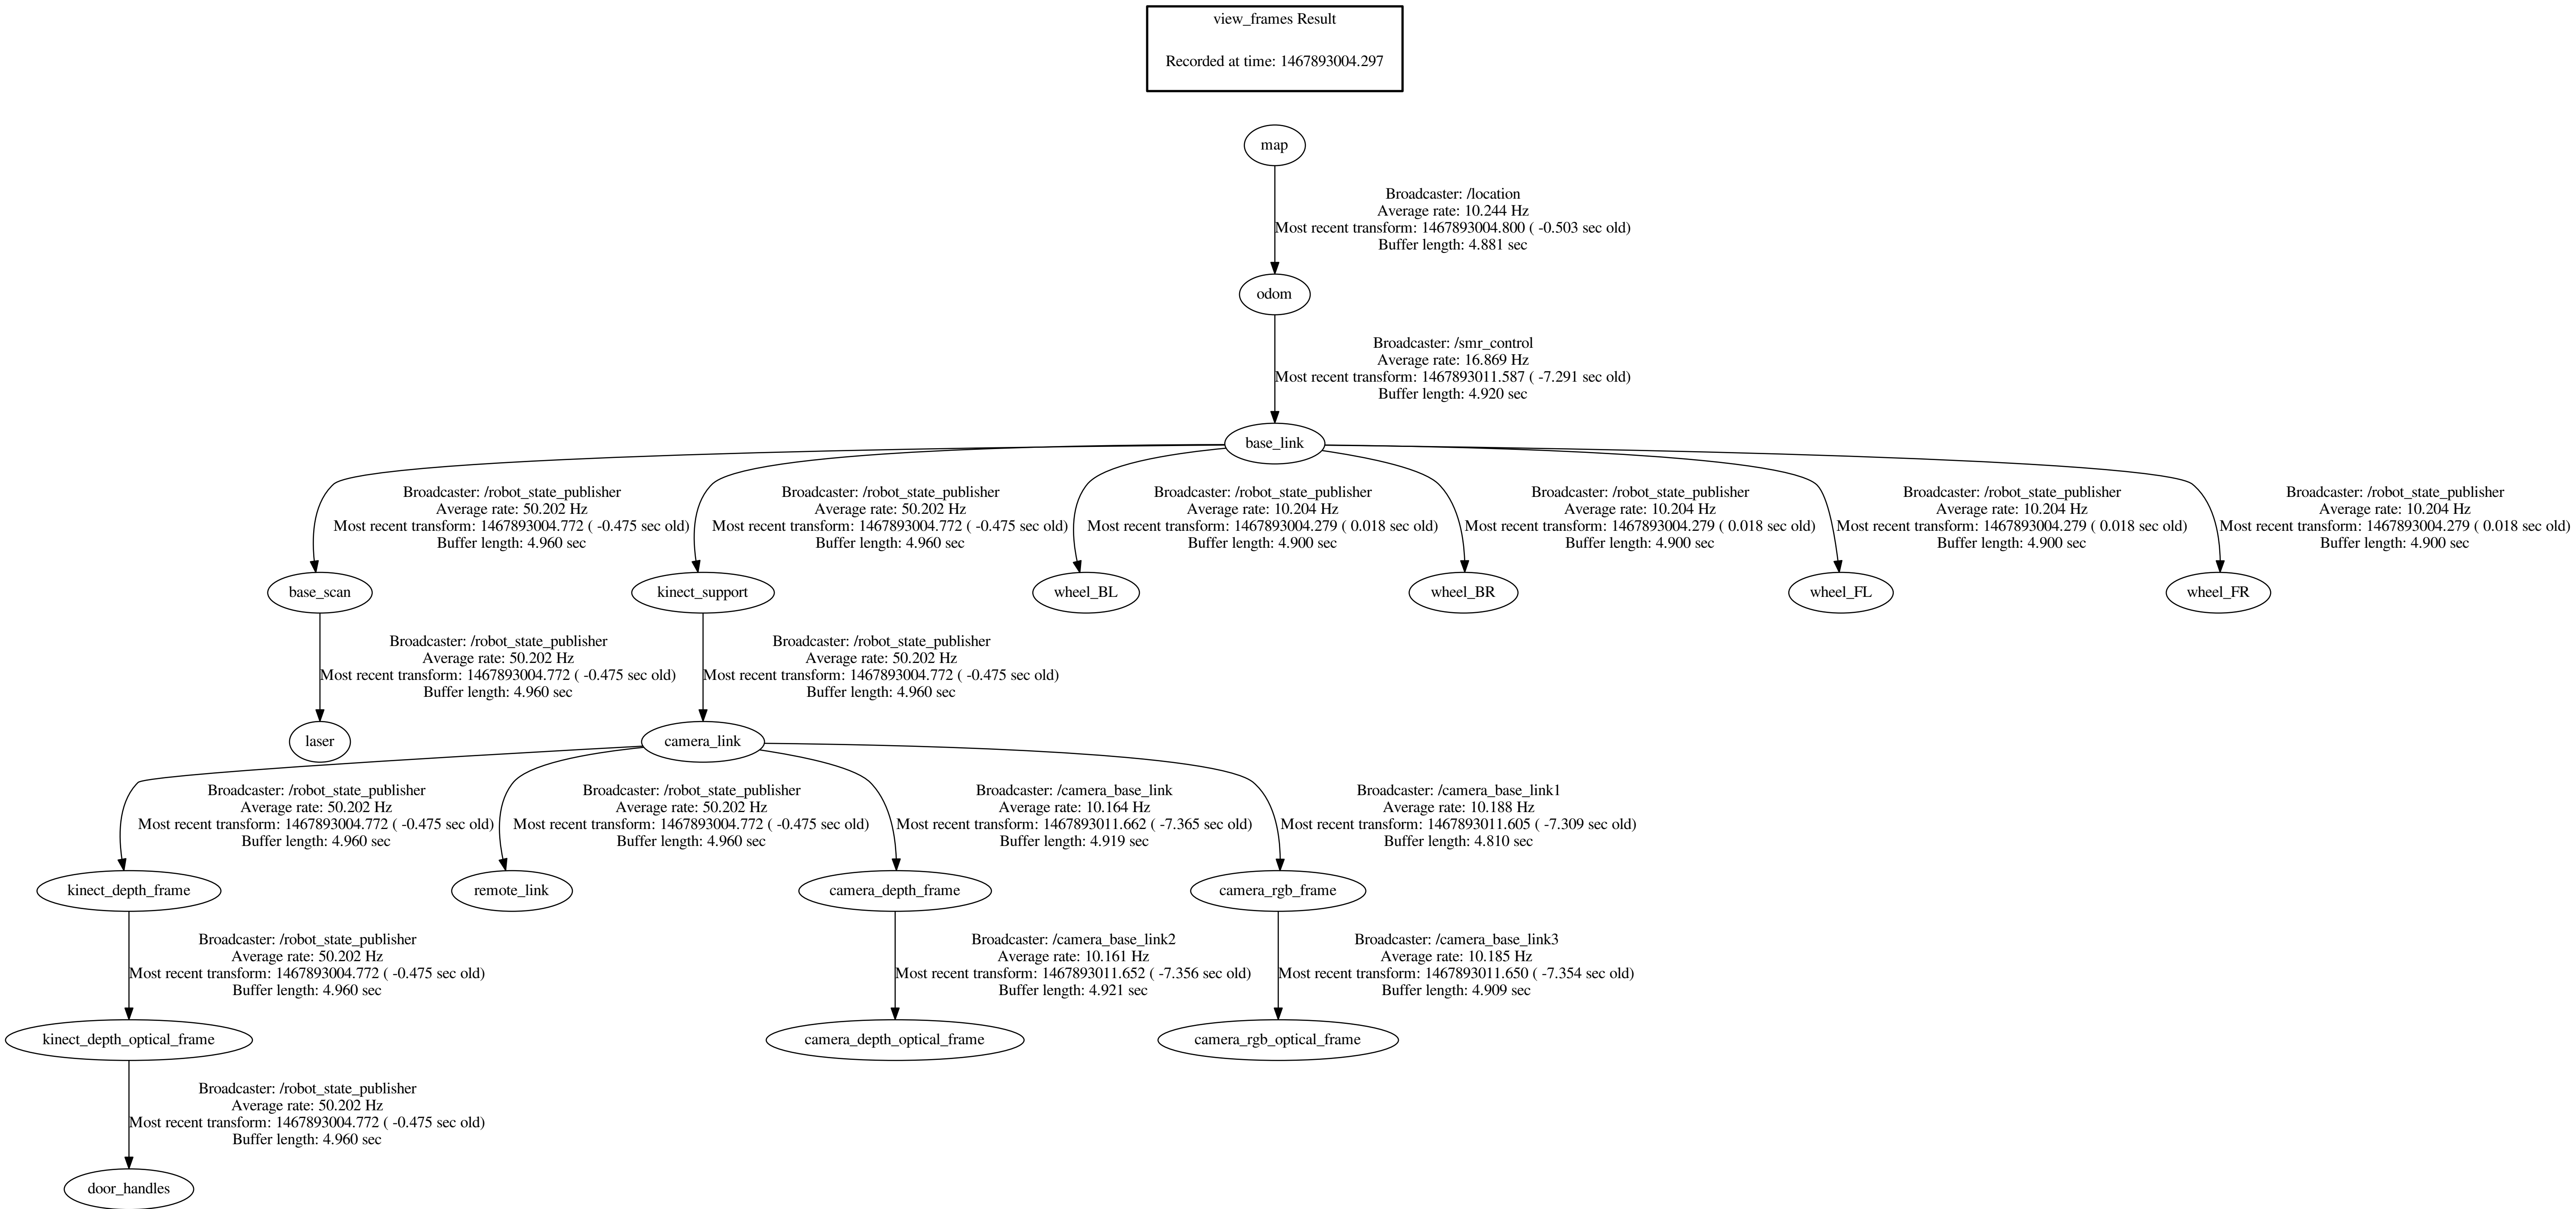 view_frames Result
Recorded at time: 1467893004.297
map
Broadcaster: /location
Average rate: 10.244 Hz
Most recent transform: 1467893004.800 ( -0.503 sec old)
Buffer length: 4.881 sec
odom
Broadcaster: /smr_control
Average rate: 16.869 Hz
Most recent transform: 1467893011.587 ( -7.291 sec old)
Buffer length: 4.920 sec
base_link
Broadcaster: /robot_state_publisher
Average rate: 50.202 Hz
Most recent transform: 1467893004.772 ( -0.475 sec old)
Buffer length: 4.960 sec
Broadcaster: /robot_state_publisher
Average rate: 50.202 Hz
Most recent transform: 1467893004.772 ( -0.475 sec old)
Buffer length: 4.960 sec
Broadcaster: /robot_state_publisher
Average rate: 10.204 Hz
Most recent transform: 1467893004.279 ( 0.018 sec old)
Buffer length: 4.900 sec
Broadcaster: /robot_state_publisher
Average rate: 10.204 Hz
Most recent transform: 1467893004.279 ( 0.018 sec old)
Buffer length: 4.900 sec
Broadcaster: /robot_state_publisher
Average rate: 10.204 Hz
Most recent transform: 1467893004.279 ( 0.018 sec old)
Buffer length: 4.900 sec
Broadcaster: /robot_state_publisher
Average rate: 10.204 Hz
Most recent transform: 1467893004.279 ( 0.018 sec old)
Buffer length: 4.900 sec
base_scan
kinect_support
wheel_BL
wheel_BR
wheel_FL
wheel_FR
Broadcaster: /robot_state_publisher
Average rate: 50.202 Hz
Most recent transform: 1467893004.772 ( -0.475 sec old)
Buffer length: 4.960 sec
Broadcaster: /robot_state_publisher
Average rate: 50.202 Hz
Most recent transform: 1467893004.772 ( -0.475 sec old)
Buffer length: 4.960 sec
laser
camera_link
Broadcaster: /robot_state_publisher
Average rate: 50.202 Hz
Most recent transform: 1467893004.772 ( -0.475 sec old)
Buffer length: 4.960 sec
Broadcaster: /robot_state_publisher
Average rate: 50.202 Hz
Most recent transform: 1467893004.772 ( -0.475 sec old)
Buffer length: 4.960 sec
Broadcaster: /camera_base_link
Average rate: 10.164 Hz
Most recent transform: 1467893011.662 ( -7.365 sec old)
Buffer length: 4.919 sec
Broadcaster: /camera_base_link1
Average rate: 10.188 Hz
Most recent transform: 1467893011.605 ( -7.309 sec old)
Buffer length: 4.810 sec
kinect_depth_frame
remote_link
camera_depth_frame
camera_rgb_frame
Broadcaster: /robot_state_publisher
Average rate: 50.202 Hz
Most recent transform: 1467893004.772 ( -0.475 sec old)
Buffer length: 4.960 sec
Broadcaster: /camera_base_link2
Average rate: 10.161 Hz
Most recent transform: 1467893011.652 ( -7.356 sec old)
Buffer length: 4.921 sec
Broadcaster: /camera_base_link3
Average rate: 10.185 Hz
Most recent transform: 1467893011.650 ( -7.354 sec old)
Buffer length: 4.909 sec
kinect_depth_optical_frame
camera_depth_optical_frame
camera_rgb_optical_frame
Broadcaster: /robot_state_publisher
Average rate: 50.202 Hz
Most recent transform: 1467893004.772 ( -0.475 sec old)
Buffer length: 4.960 sec
door_handles